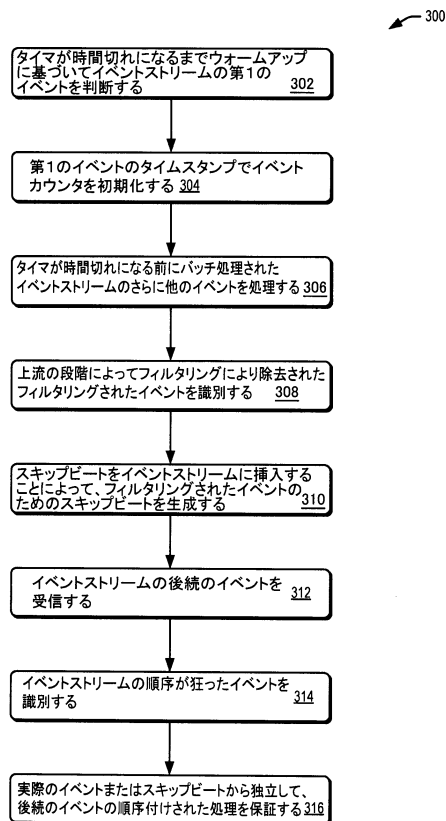 300
タイマが時間切れになるまでウォームアップ
に基づいてイベントストリームの第1の
イベントを判断する 302
第1のイベントのタイムスタンプでイベント
カウンタを初期化する 304
タイマが時間切れになる前にバッチ処理された
イベントストリームのさらに他のイベントを処理する 306
上流の段階によってフィルタリングにより除去された
フィルタリングされたイベントを識別する 308
スキップビートをイベントストリームに挿入する
ことによって、フィルタリングされたイベントの
ためのスキップビートを生成する 310
イベントストリームの後続のイベントを
受信する 312
イベントストリームの順序が狂ったイベントを
識別する 314
実際のイベントまたはスキップビートから独立して、
後続のイベントの順序付けされた処理を保証する 316